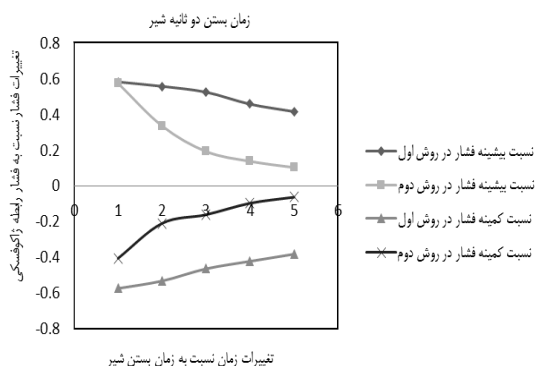 زمان بستن دو ثانیه شیر
تغییرات فشار نسبت به فشار رابطه ژاکوفسکی
0.8
0.6
0.4
0.2
0
-0.2
-0.4
-0.6
-0.8
0 1 2 3 4 5 6
نسبت بیشینه فشار در روش اول
نسبت بیشینه فشار در روش دوم
نسبت کمینه فشار در روش اول
نسبت کمینه فشار در روش دوم
تغییرات زمان نسبت به زمان بستن شیر